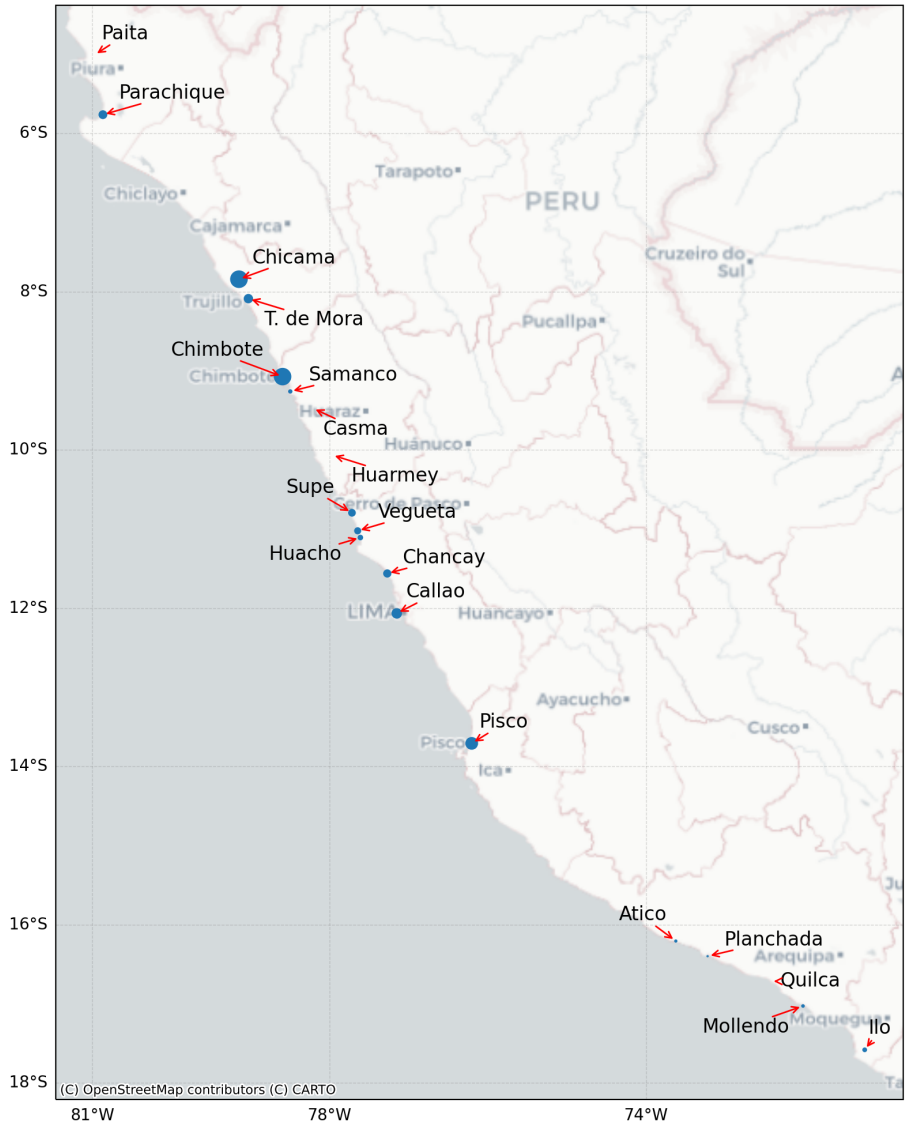 Paita
Piura
Parachique
6°S
Tarapoto
Chiclayo
PERU
Cajamarca
Cruzeiro do
Sul
Chicama
8°S
Trujillo
T. de Mora
Pucallpa
Chimbote
Chimbote
Samanco
Huaraz
Casma
10°S
Huánuco
Huarmey
Supe
Cerro de Pasco
Vegueta
Huacho
Chancay
Callao
12°S
LIMA
Huancayo
Ayacucho
Pisco
Pisco
Cusco
14°S
Ica
Ju
Atico
16°S
Planchada
Arequipa
Quilca
Mollendo
Moquegua
Ilo
18°S
Ta
(C) OpenStreetMap contributors (C) CARTO
81°W
78°W
74°W